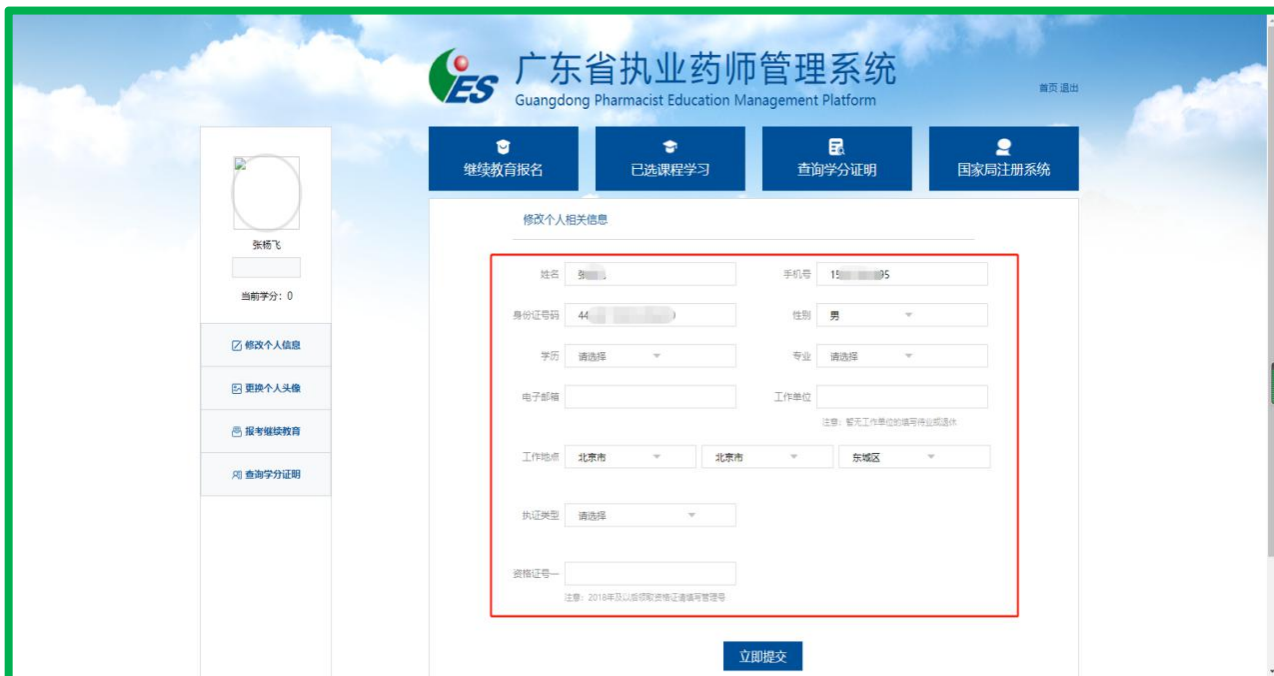 广东省执业药师管理系统
Guangdong Pharmacist Education Management Platform
首页 退出
继续教育报名
已选课程学习
查询学分证明
国家局注册系统
张杨飞
当前学分：0
修改个人信息
更换个人头像
报考继续教育
查询学分证明
修改个人相关信息
姓名 手机号 15 95
身份证号码 44 性别 男
学历 请选择 专业 请选择
电子邮箱 工作单位
注意：暂无工作单位的填写待业或退休
工作地点 北京市 北京市 东城区
执证类型 请选择
资格证号一
注意：2018年及以后领取资格证请填写管理号
立即提交